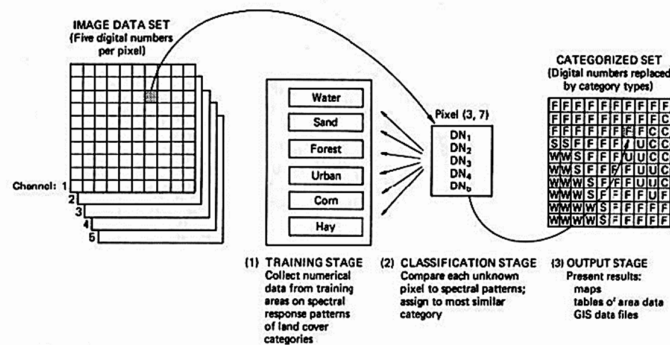 IMAGE DATA SET
(Five digital numbers
per pixel)
Channel: 1
2
3
4
5
Water
Sand
Forest
Urban
Corn
Hay
(1) TRAINING STAGE
Collect numerical
data from training
areas on spectral
response patterns
of land cover
categories
Pixel (3, 7)
DN1
DN2
DN3
DN4
DN5
(2) CLASSIFICATION STAGE
Compare each unknown
pixel to spectral patterns;
assign to most similar
category
CATEGORIZED SET
(Digital numbers replaced
by category types)
(3) OUTPUT STAGE
Present results:
maps
tables of area data
GIS data files